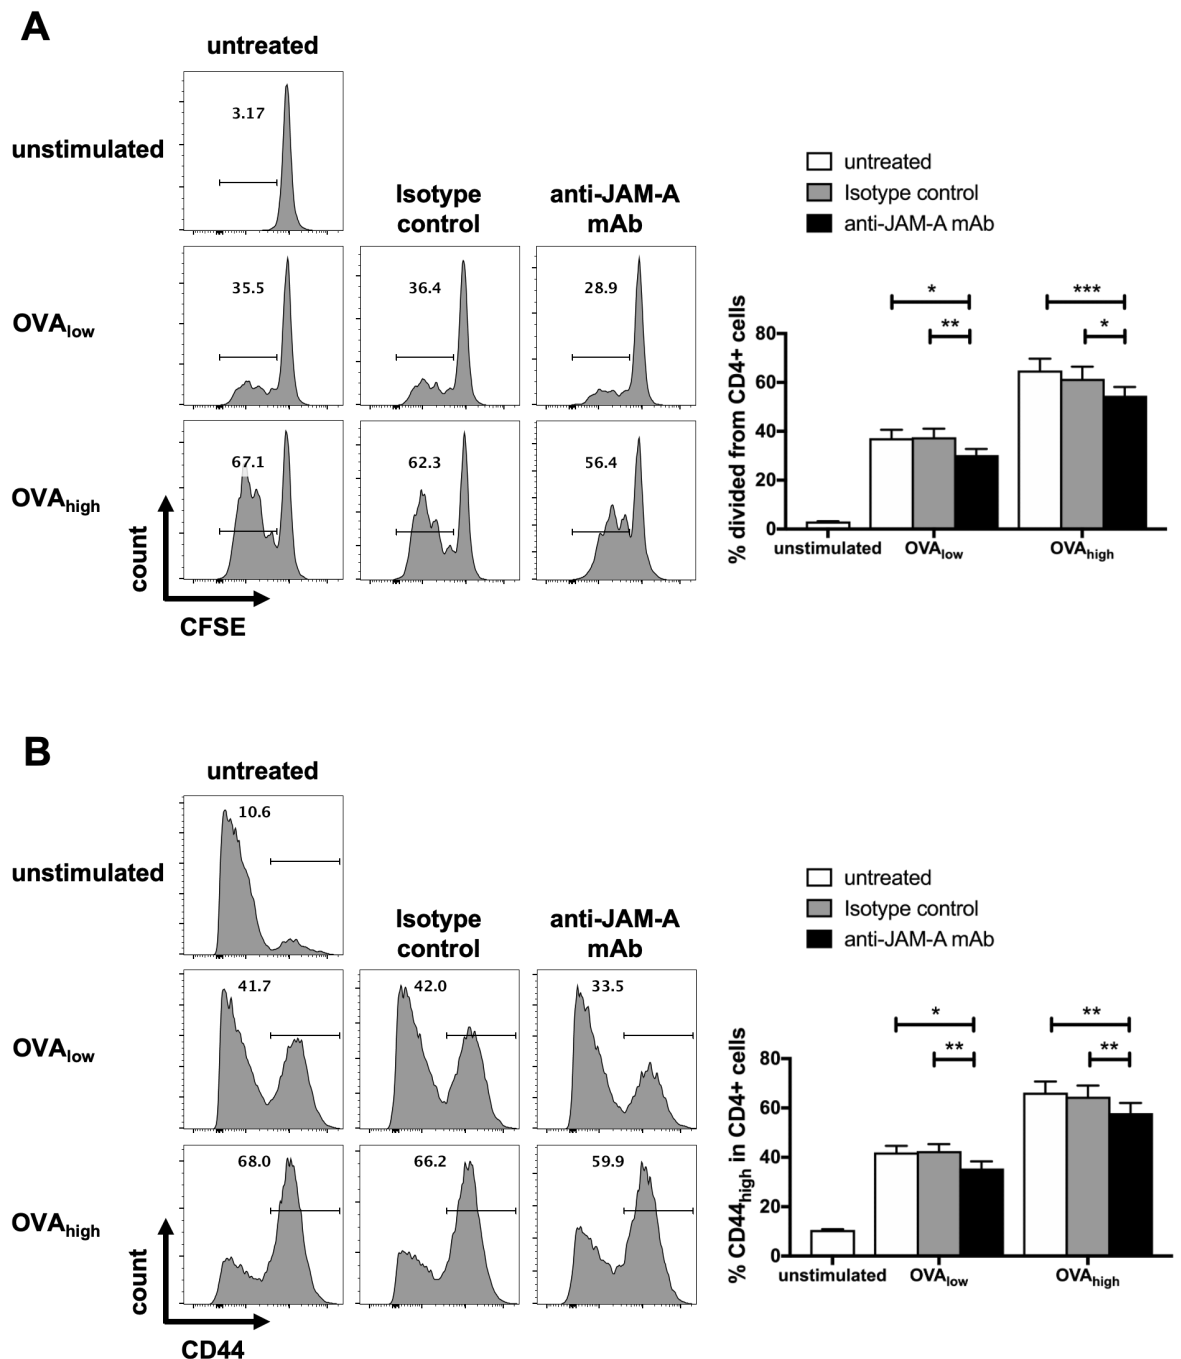 A
untreated
unstimulated
3.17
Isotype
control
anti-JAM-A
mAb
OVAlow
35.5
36.4
28.9
OVAhigh
67.1
62.3
56.4
count
CFSE
untreated
Isotype control
anti-JAM-A mAb
% divided from CD4+ cells
80
60
40
20
0
* ***
** *
unstimulated OVAlow OVAhigh
B
untreated
unstimulated
10.6
Isotype
control
anti-JAM-A
mAb
OVAlow
41.7
42.0
33.5
OVAhigh
68.0
66.2
59.9
count
CD44
untreated
Isotype control
anti-JAM-A mAb
% CD44high in CD4+ cells
80
60
40
20
0
* **
** **
unstimulated OVAlow OVAhigh